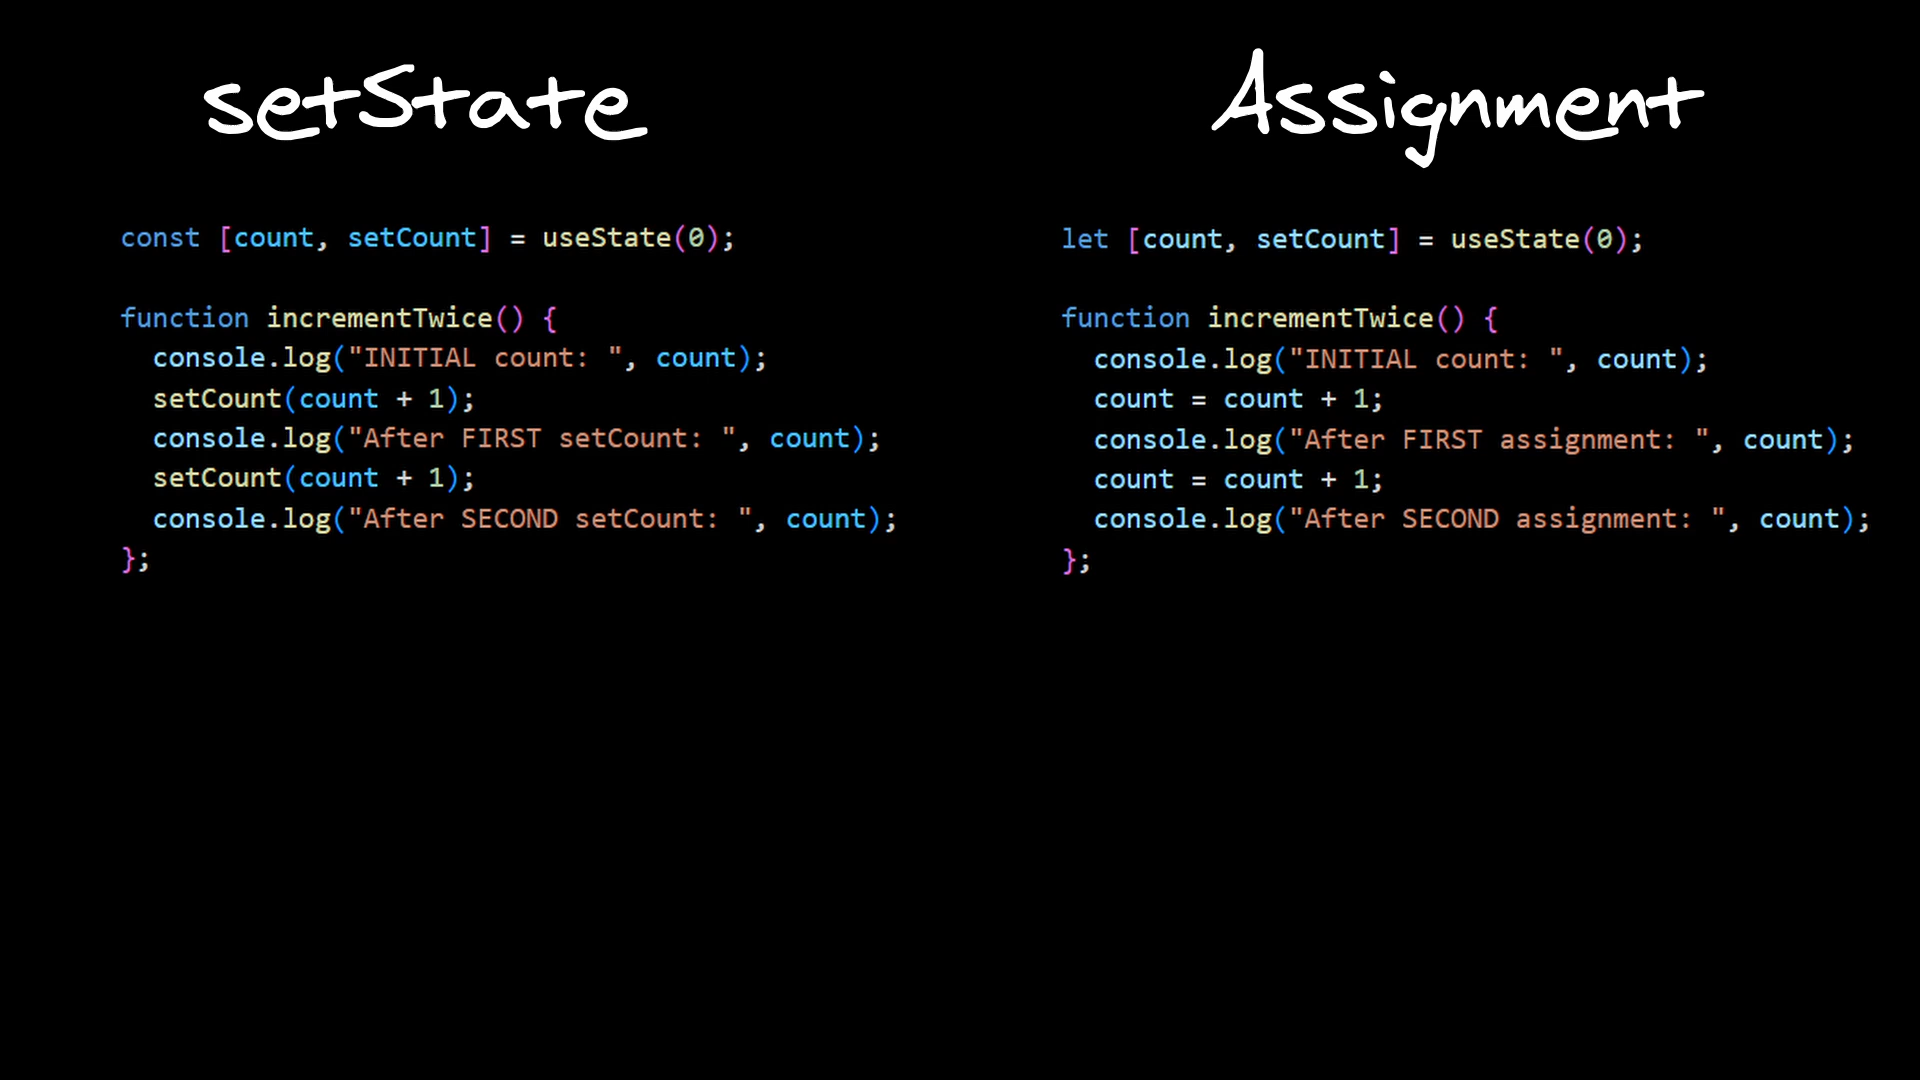 setState
const [count, setCount] = useState(0);
function incrementTwice() {
  console.log("INITIAL count: ", count);
  setCount(count + 1);
  console.log("After FIRST setCount: ", count);
  setCount(count + 1);
  console.log("After SECOND setCount: ", count);
};
Assignment
let [count, setCount] = useState(0);
function incrementTwice() {
  console.log("INITIAL count: ", count);
  count = count + 1;
  console.log("After FIRST assignment: ", count);
  count = count + 1;
  console.log("After SECOND assignment: ", count);
};